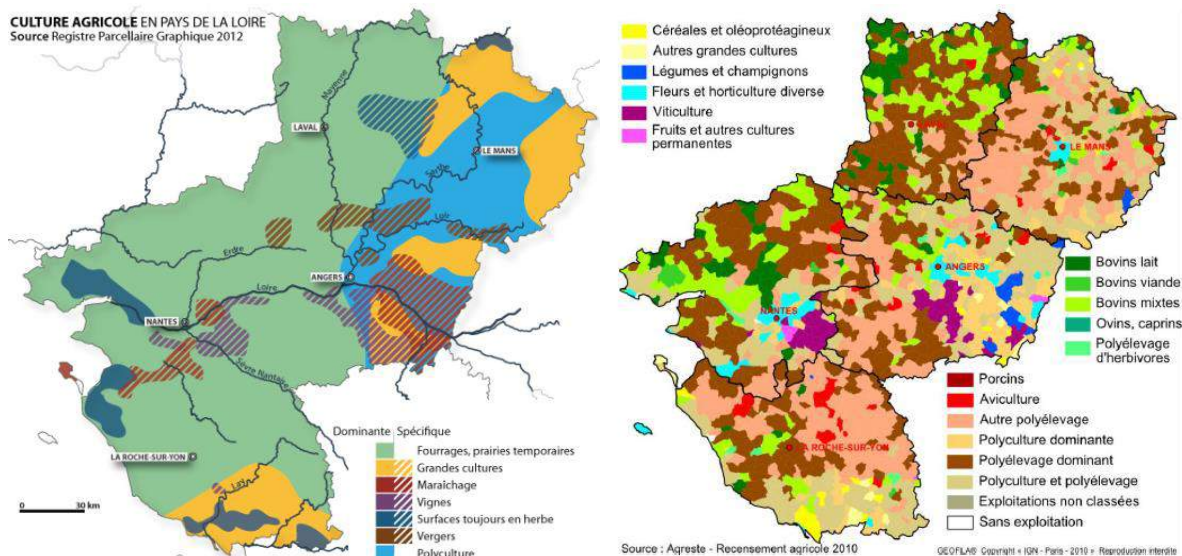 CULTURE AGRICOLE EN PAYS DE LA LOIRE
Source Registre Parcellaire Graphique 2012
Mayenne
LAVAL
LE MANS
Sarthe
Loir
Erdre
ANGERS
Loire
NANTES
Sèvre Nantaise
LA ROCHE-SUR-YON
Lay
0 30 km
Dominante Spécifique
Fourrages, prairies temporaires
Grandes cultures
Maraîchage
Vignes
Surfaces toujours en herbe
Vergers
Polyculture
Céréales et oléoprotéagineux
Autres grandes cultures
Légumes et champignons
Fleurs et horticulture diverse
Viticulture
Fruits et autres cultures
permanentes
LE MANS
ANGERS
NANTES
LA ROCHE-SUR-YON
Bovins lait
Bovins viande
Bovins mixtes
Ovins, caprins
Polyélevage
d'herbivores
Porcins
Aviculture
Autre polyélevage
Polyculture dominante
Polyélevage dominant
Polyculture et polyélevage
Exploitations non classées
Sans exploitation
Source : Agreste - Recensement agricole 2010
GEOFILA® Copyright « IGN - Paris - 2010 » Reproduction interdite